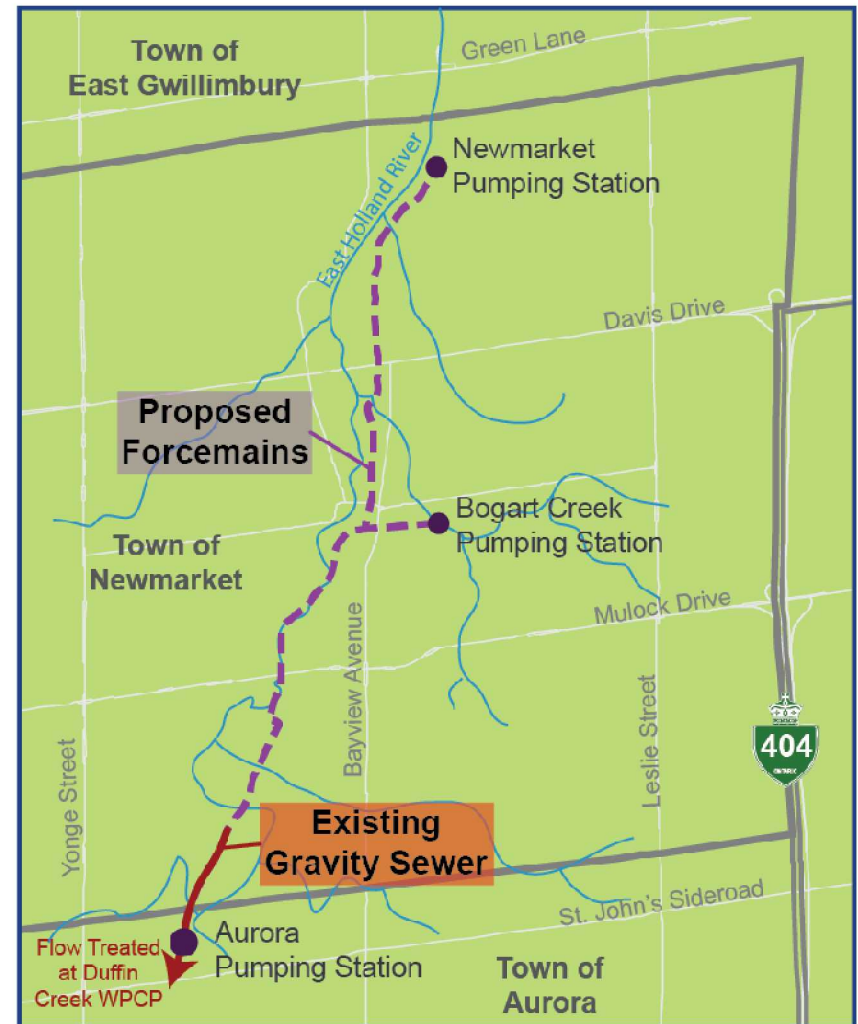 Town of
East Gwillimbury
Green Lane
Newmarket
Pumping Station
East Holland River
Davis Drive
Proposed
Forcemains
Bogart Creek
Pumping Station
Town of
Newmarket
Mulock Drive
Bayview Avenue
Leslie Street
404
ONTARIO
Yonge Street
Existing
Gravity Sewer
St. John's Sideroad
Aurora
Pumping Station
Flow Treated
at Duffin
Creek WPCP
Town of
Aurora